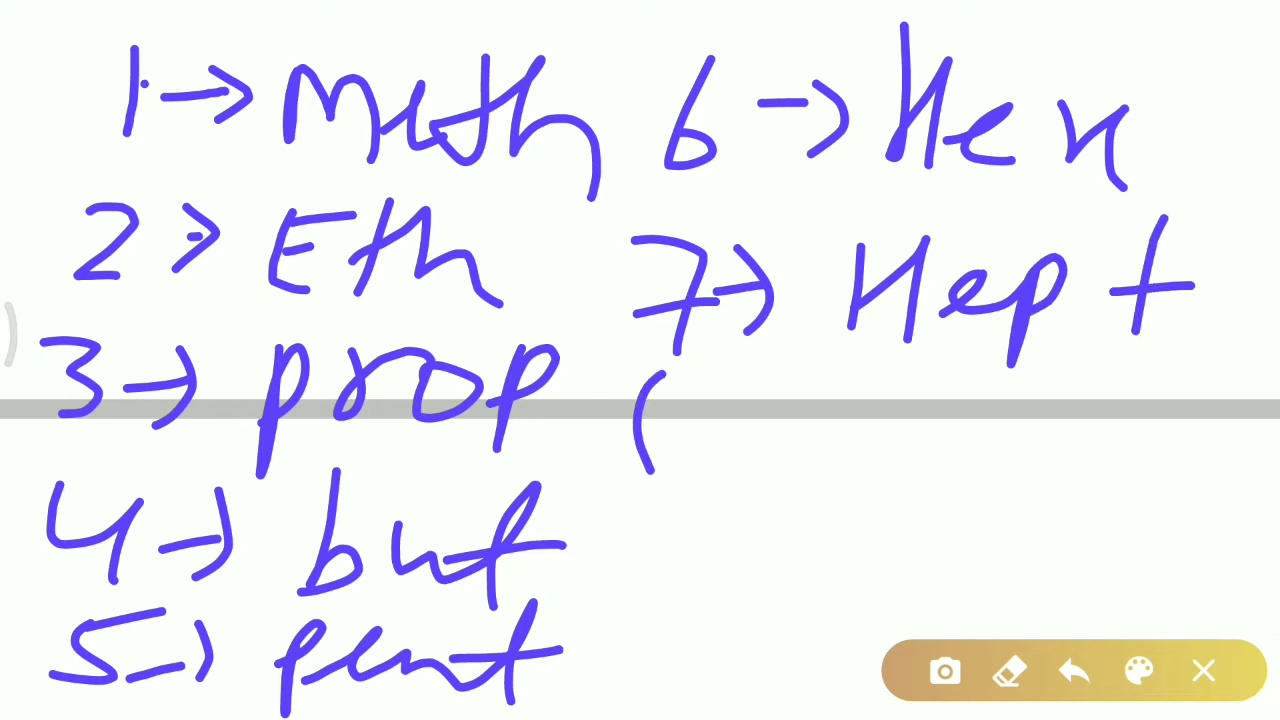 1 → Meth
2 → Eth
3 → prop
4 → but
5 → pent
6 → Hex
7 → Hept
(